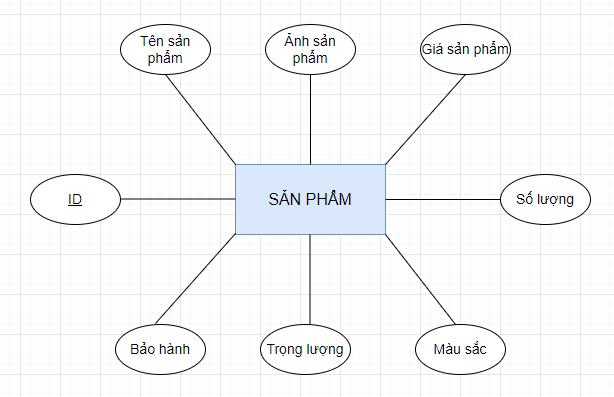 Tên sản
phẩm
Ảnh sản
phẩm
Giá sản phẩm
ID
SẢN PHẨM
Số lượng
Bảo hành
Trọng lượng
Màu sắc